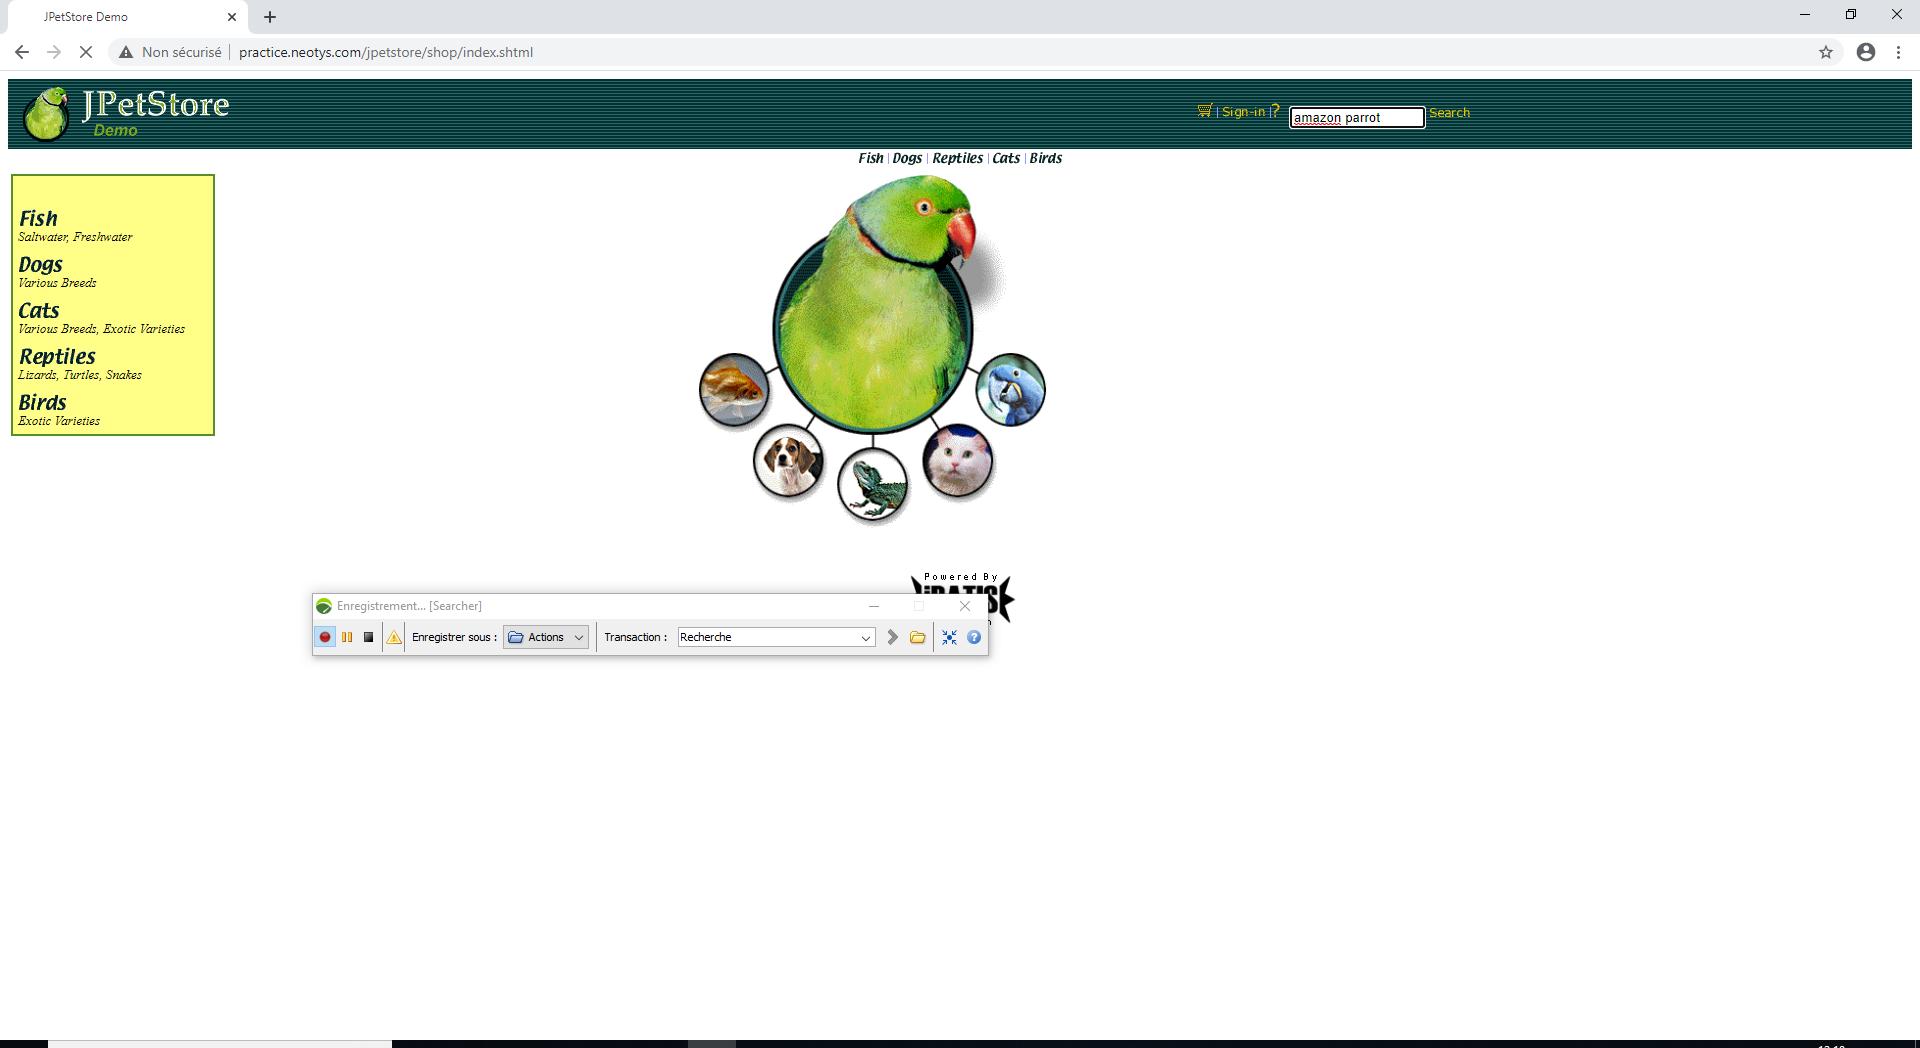 JPetStore Demo
Non sécurisé
practice.neotys.com/jpetstore/shop/index.shtml
JPetStore
Demo
| Sign-in | ?
amazon parrot
Search
Fish | Dogs | Reptiles | Cats | Birds
Fish
Saltwater, Freshwater
Dogs
Various Breeds
Cats
Various Breeds, Exotic Varieties
Reptiles
Lizards, Turtles, Snakes
Birds
Exotic Varieties
Powered By
Enregistrement... [Searcher]
Enregistrer sous :
Actions
Transaction :
Recherche